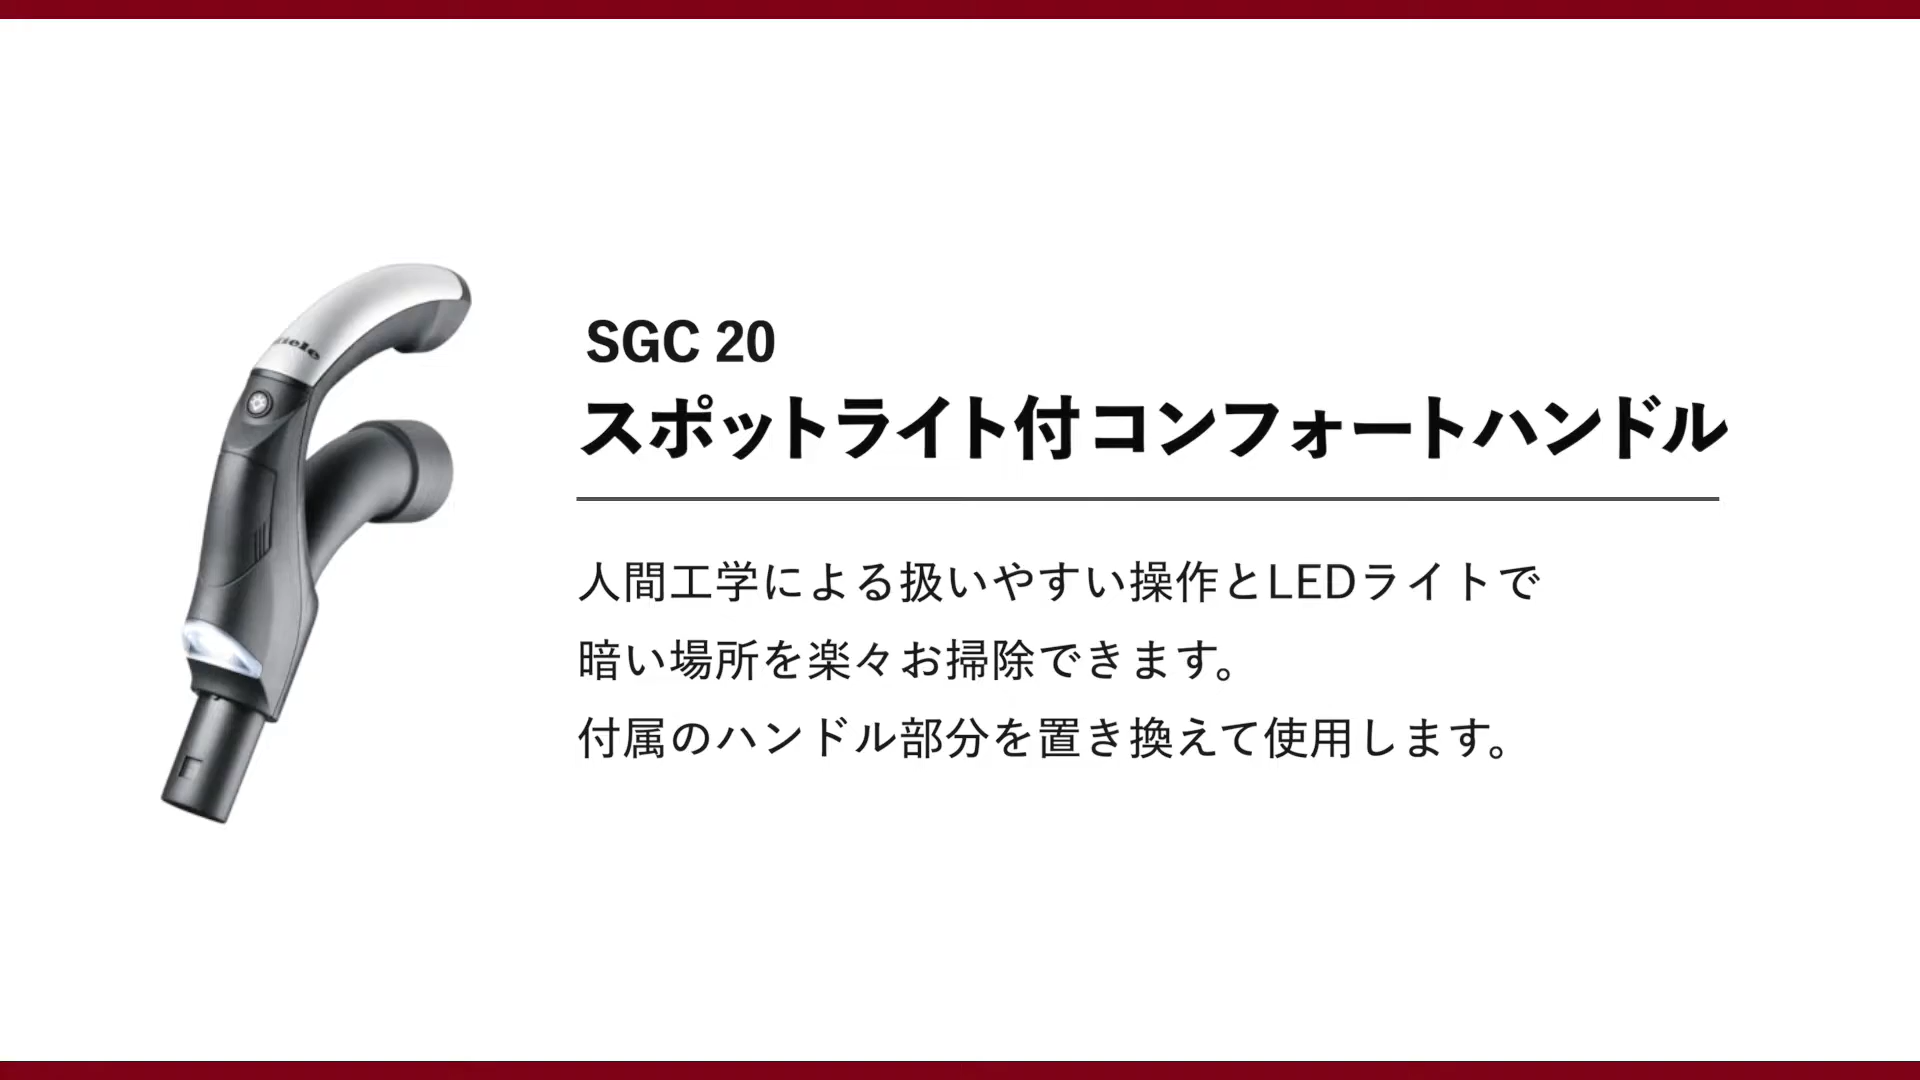 SGC 20
スポットライト付コンフォートハンドル
人間工学による扱いやすい操作とLEDライトで
暗い場所を楽々お掃除できます。
付属のハンドル部分を置き換えて使用します。
Miele